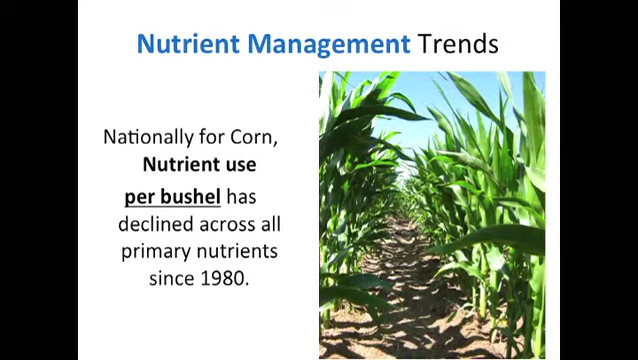 Nutrient Management Trends
Nationally for Corn,
Nutrient use
per bushel has
declined across all
primary nutrients
since 1980.